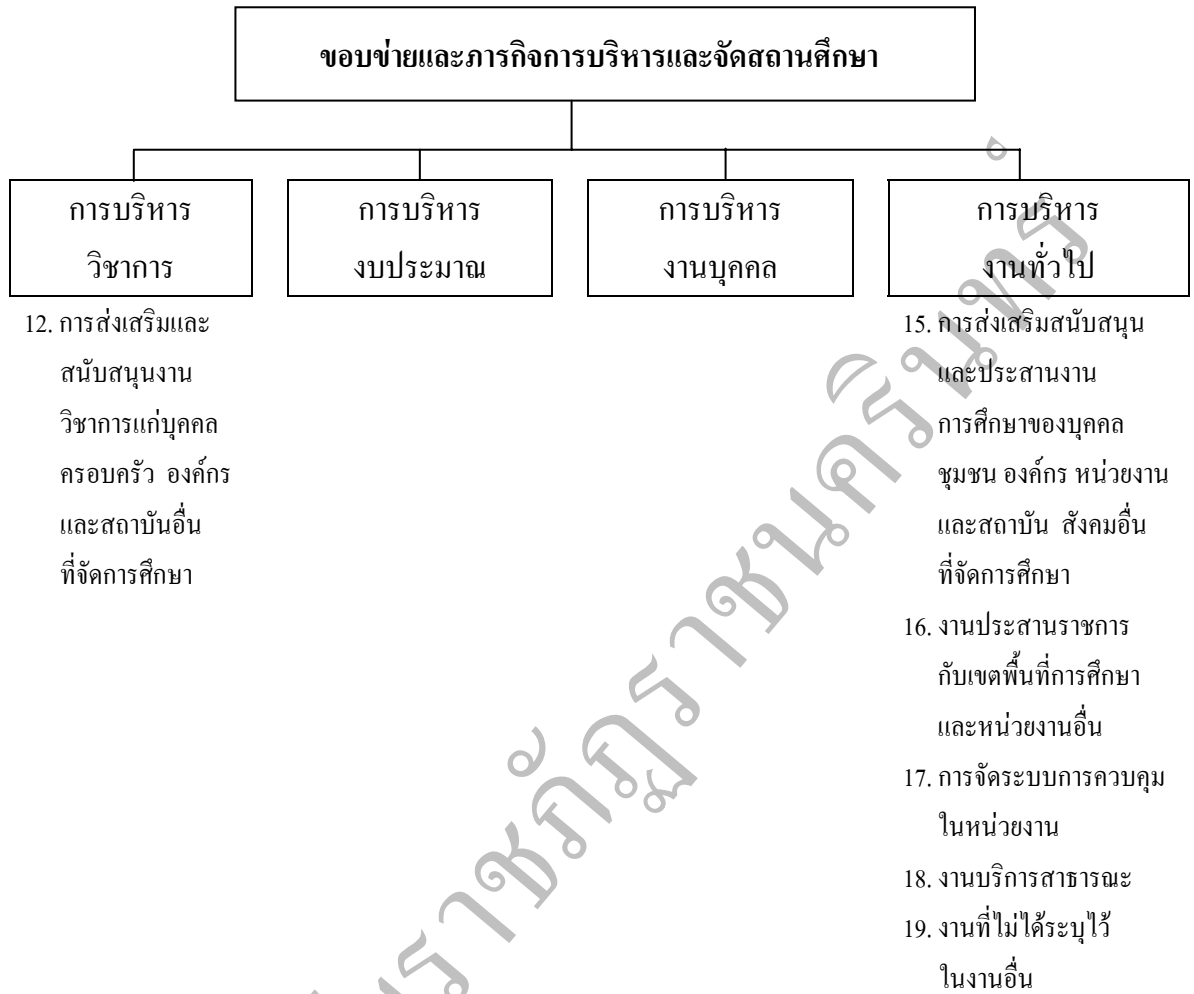 ขอบข่ายและภารกิจการบริหารและจัดสถานศึกษา
การบริหาร
วิชาการ
การบริหาร
งบประมาณ
การบริหาร
งานบุคคล
การบริหาร
งานทั่วไป
12. การส่งเสริมและ
สนับสนุนงาน
วิชาการแก่บุคคล
ครอบครัว องค์กร
และสถาบันอื่น
ที่จัดการศึกษา
15. การส่งเสริมสนับสนุน
และประสานงาน
การศึกษาของบุคคล
ชุมชน องค์กร หน่วยงาน
และสถาบัน สังคมอื่น
ที่จัดการศึกษา
16. งานประสานราชการ
กับเขตพื้นที่การศึกษา
และหน่วยงานอื่น
17. การจัดระบบการควบคุม
ในหน่วยงาน
18. งานบริการสาธารณะ
19. งานที่ไม่ได้ระบุไว้
ในงานอื่น
ราชภัฏราชนครินทร์